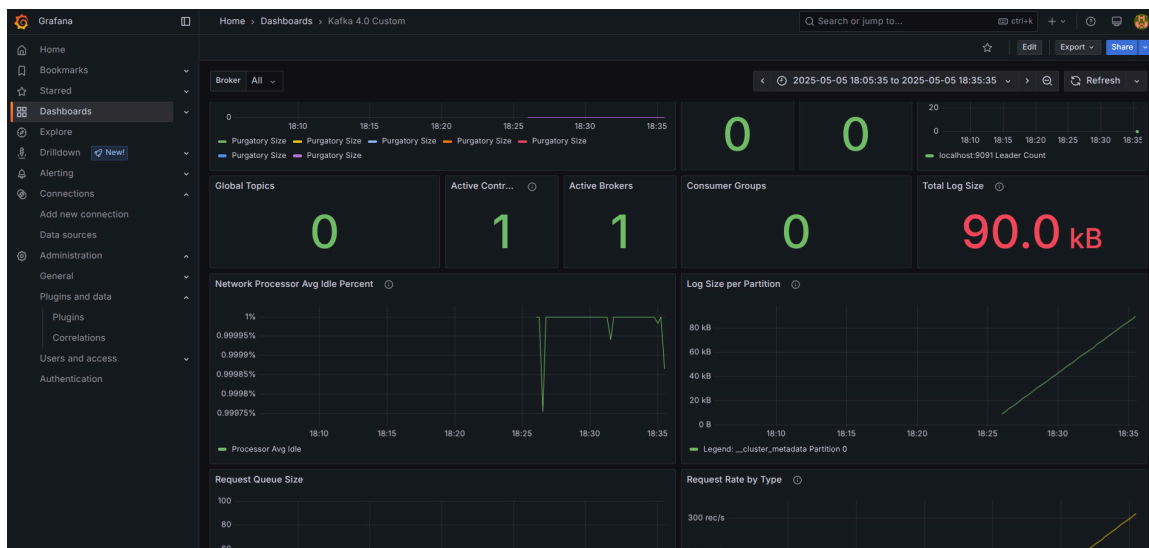 Grafana
Home › Dashboards › Kafka 4.0 Custom
Search or jump to...
ctrl+k
Home
Bookmarks
Starred
Dashboards
Explore
Drilldown New!
Alerting
Connections
Add new connection
Data sources
Administration
General
Plugins and data
Plugins
Correlations
Users and access
Authentication
Edit
Export
Share
Broker All
2025-05-05 18:05:35 to 2025-05-05 18:35:35
Refresh
0
18:10 18:15 18:20 18:25 18:30 18:35
Purgatory Size Purgatory Size Purgatory Size Purgatory Size Purgatory Size
Purgatory Size Purgatory Size
0
0
20
0
18:10 18:15 18:20 18:25 18:30 18:35
localhost:9091 Leader Count
Global Topics
0
Active Contr...
1
Active Brokers
1
Consumer Groups
0
Total Log Size
90.0 kB
Network Processor Avg Idle Percent
1%
0.99995%
0.9999%
0.99985%
0.9998%
0.99975%
18:10 18:15 18:20 18:25 18:30 18:35
Processor Avg Idle
Log Size per Partition
80 kB
60 kB
40 kB
20 kB
0 B
18:10 18:15 18:20 18:25 18:30 18:35
Legend: __cluster_metadata Partition 0
Request Queue Size
100
80
60
Request Rate by Type
300 rec/s